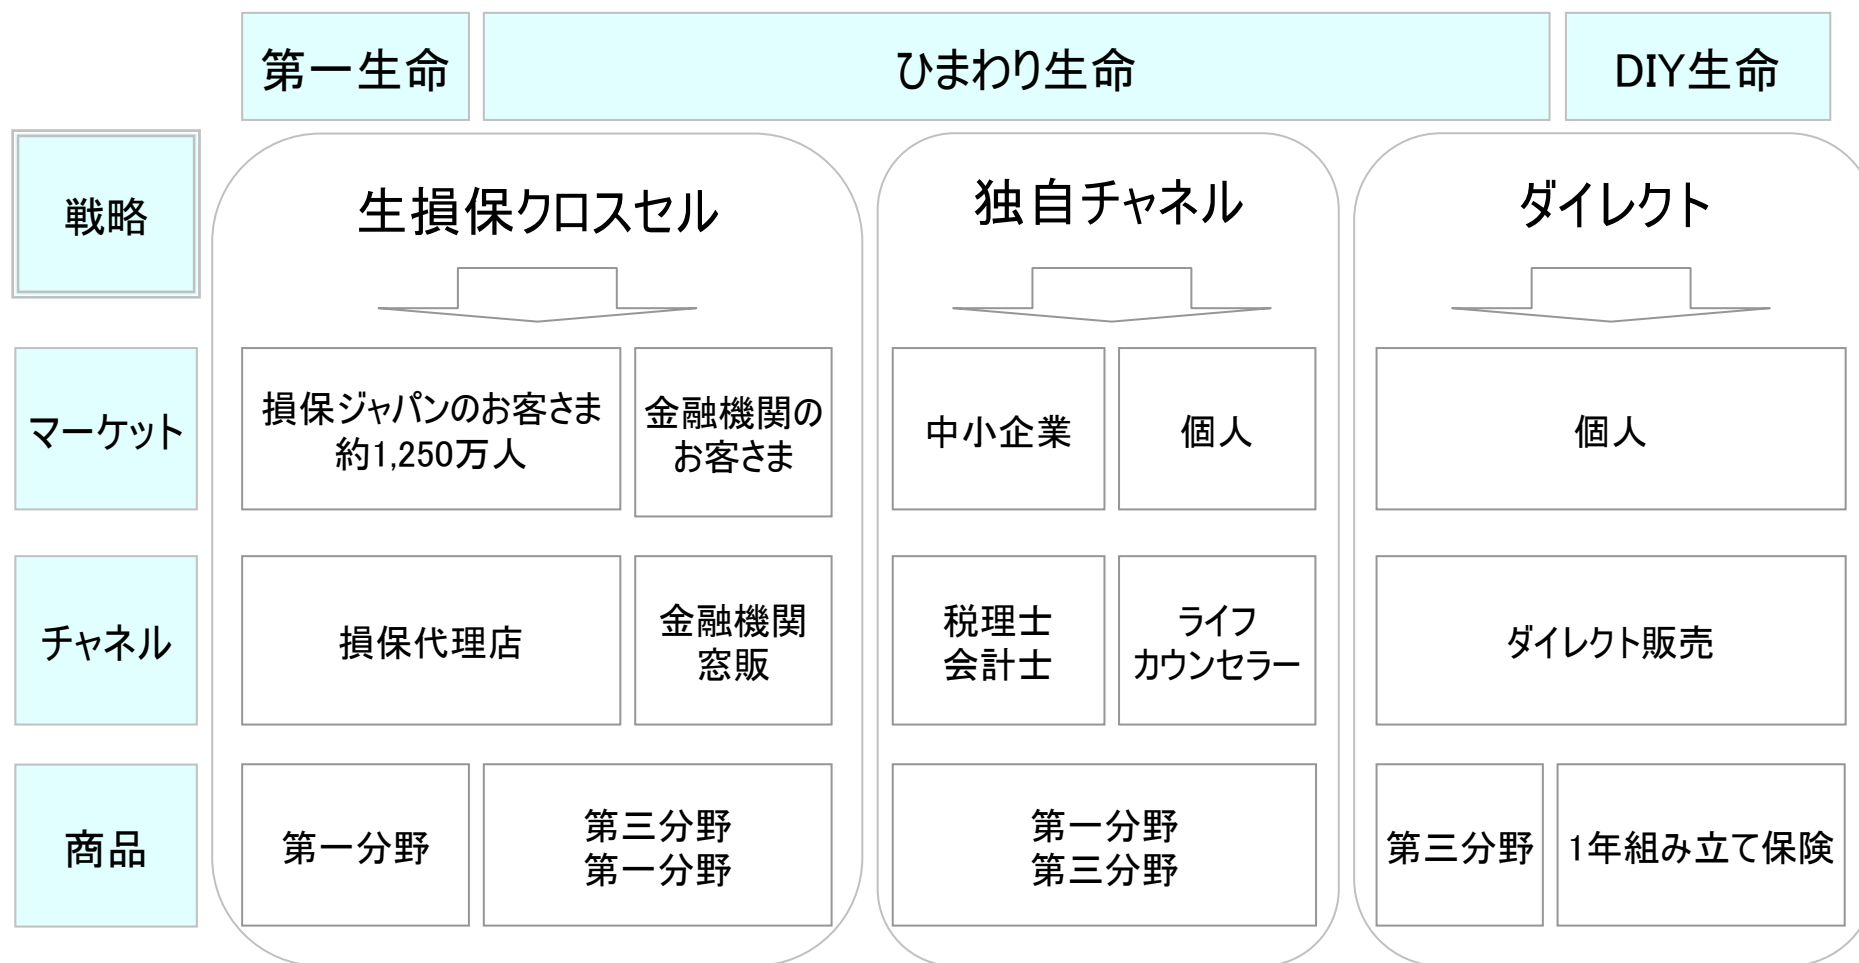 第一生命
ひまわり生命
DIY生命
戦略
生損保クロスセル
独自チャネル
ダイレクト
マーケット
損保ジャパンのお客さま
約1,250万人
金融機関の
お客さま
中小企業
個人
個人
チャネル
損保代理店
金融機関
窓販
税理士
会計士
ライフ
カウンセラー
ダイレクト販売
商品
第一分野
第三分野
第一分野
第一分野
第三分野
第三分野
1年組み立て保険